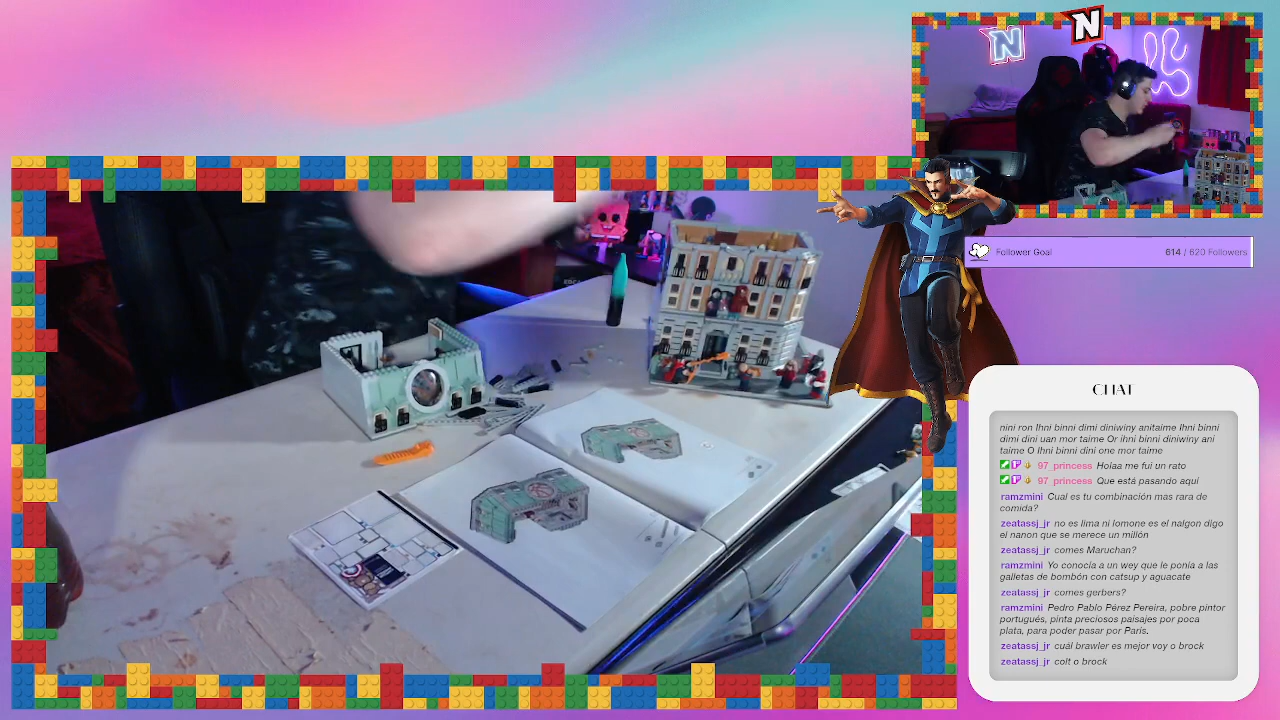 N
N
Follower Goal
614 / 620 Followers
CHAT
nini ron Ihni binni dimi diniwiny anitaime Ihni binni
dimi dini uan mor taime Or Ihni binni diniwiny ani
taime O Ihni binni dini one mor taime
97_princess Holaa me fui un rato
97_princess Que está pasando aquí
ramzmini Cual es tu combinación mas rara de
comida?
zeatassj_jr no es lima ni lomone es el nalgon digo
el nanon que se merece un millón
zeatassj_jr comes Maruchan?
ramzmini Yo conocía a un wey que le ponia a las
galletas de bombón con catsup y aguacate
zeatassj_jr comes gerbers?
ramzmini Pedro Pablo Pérez Pereira, pobre pintor
portugués, pinta preciosos paisajes por poca
plata, para poder pasar por París.
zeatassj_jr cuál brawler es mejor voy o brock
zeatassj_jr colt o brock